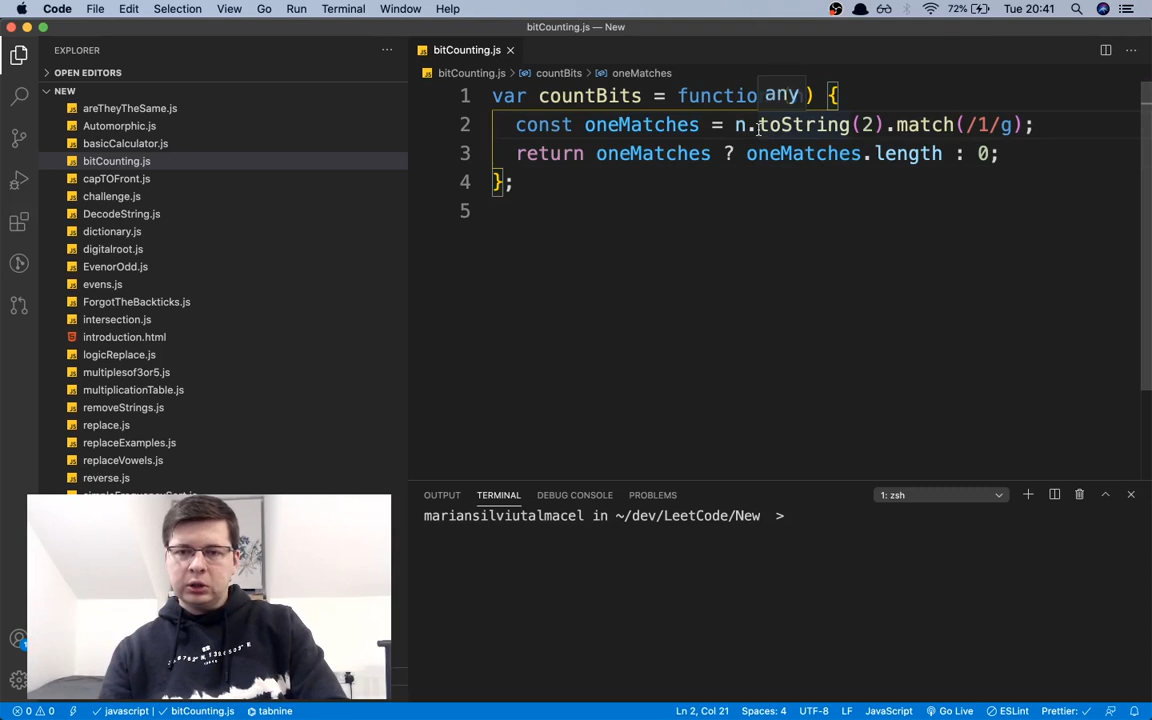 Code File Edit Selection View Go Run Terminal Window Help 72% Tue 20:41
bitCounting.js — New
EXPLORER
bitCounting.js
OPEN EDITORS
bitCounting.js > countBits > oneMatches
NEW
areTheyTheSame.js
Automorphic.js
basicCalculator.js
bitCounting.js
capTOFront.js
challenge.js
DecodeString.js
dictionary.js
digitalroot.js
EvenorOdd.js
evens.js
ForgotTheBackticks.js
intersection.js
introduction.html
logicReplace.js
multiplesof3or5.js
multiplicationTable.js
removeStrings.js
replace.js
replaceExamples.js
replaceVowels.js
reverse.js
any
1 var countBits = functio ) {
2 const oneMatches = n.toString(2).match(/1/g);
3 return oneMatches ? oneMatches.length : 0;
4 };
5
OUTPUT TERMINAL DEBUG CONSOLE PROBLEMS 1: zsh
mariansilviutalmacel in ~/dev/LeetCode/New >
0 0 javascript | bitCounting.js tabnine Ln 2, Col 21 Spaces: 4 UTF-8 LF JavaScript Go Live ESLint Prettier: